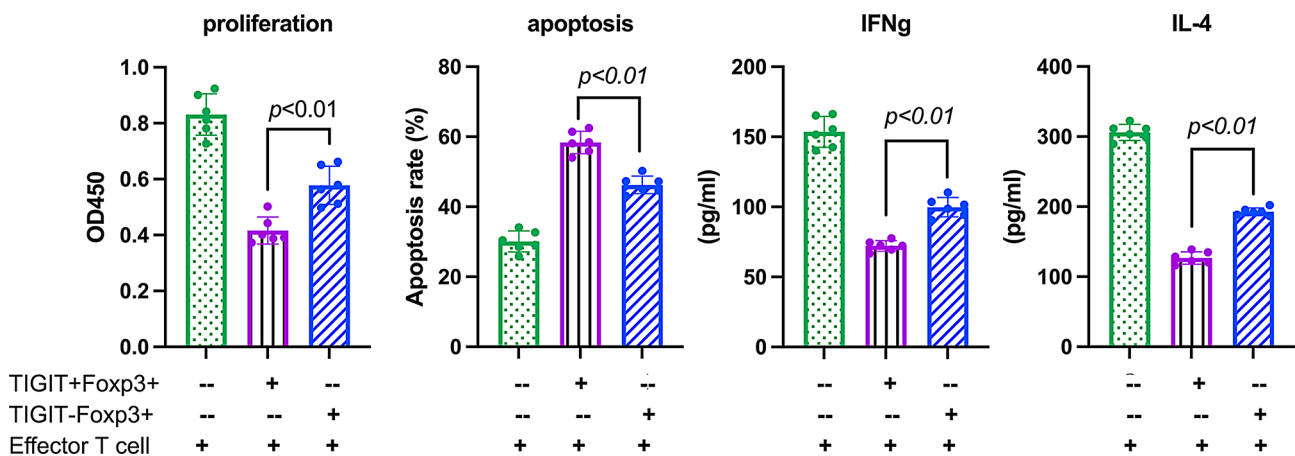 proliferation apoptosis IFNg IL-4
1.0 80 200 400
p<0.01 p<0.01 p<0.01 p<0.01
0.8 60 150 300
0.6 40 100 200
0.4 20 50 100
0.2
0.0 0 0 0
OD450
Apoptosis rate (%)
(pg/ml)
(pg/ml)
TIGIT+Foxp3+ -- + -- -- + -- -- + -- -- + --
TIGIT-Foxp3+ -- -- + -- -- + -- -- + -- -- +
Effector T cell + + + + + + + + + + + +